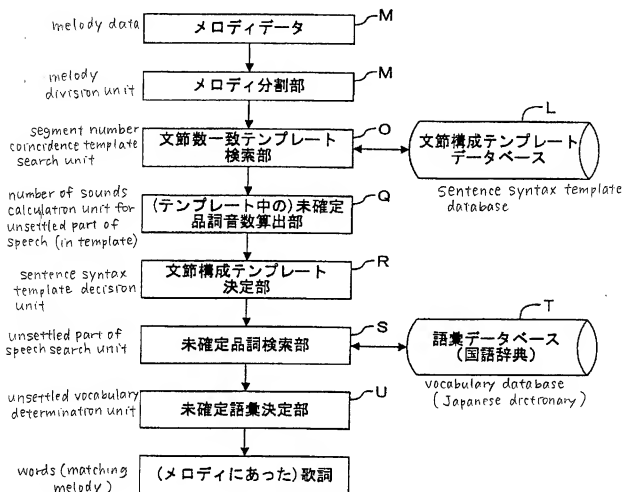 melody data
メロディデータ
M
melody
division unit
メロディ分割部
M
segment number
coincidence template
search unit
文節数一致テンプレート
検索部
O
L
文節構成テンプレート
データベース
sentence syntax template
database
number of sounds
calculation unit for
unsettled part of
speech (in template)
(テンプレート中の)未確定
品詞音数算出部
Q
sentence syntax
template decision
unit
文節構成テンプレート
決定部
R
unsettled part of
speech search unit
未確定品詞検索部
S
T
語彙データベース
(国語辞典)
vocabulary database
(Japanese drctronary)
unsettled vocabulary
determination unit
未確定語彙決定部
U
words (matching
melody)
(メロディにあった)歌詞